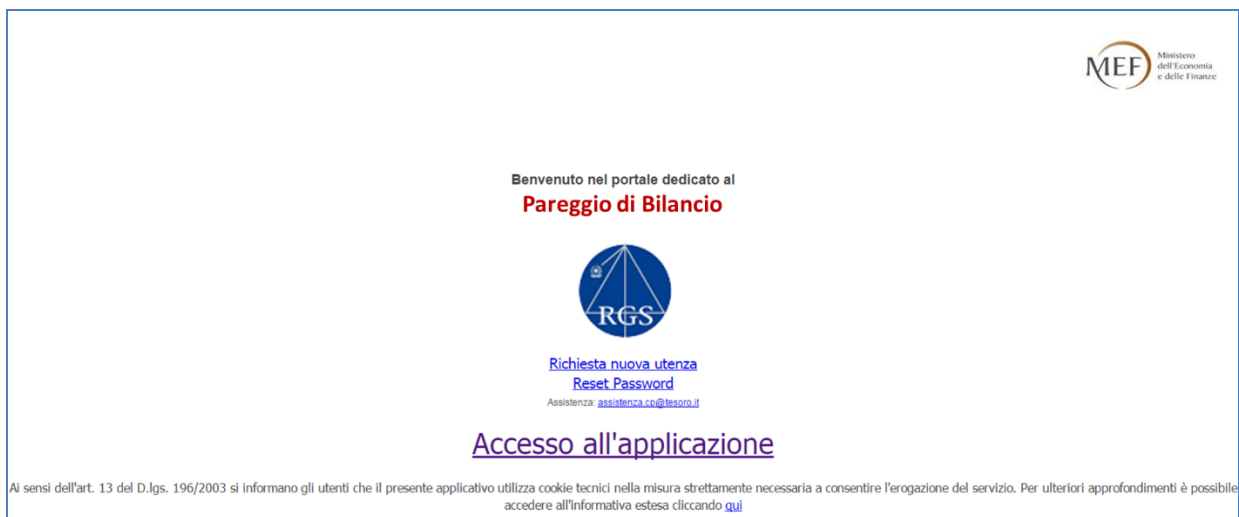 MEF
Ministero
dell'Economia
e delle Finanze
Benvenuto nel portale dedicato al
Pareggio di Bilancio
RGS
Richiesta nuova utenza
Reset Password
Assistenza: assistenza.cp@tesoro.it
Accesso all'applicazione
Ai sensi dell'art. 13 del D.lgs. 196/2003 si informano gli utenti che il presente applicativo utilizza cookie tecnici nella misura strettamente necessaria a consentire l'erogazione del servizio. Per ulteriori approfondimenti è possibile
accedere all'informativa estesa cliccando qui